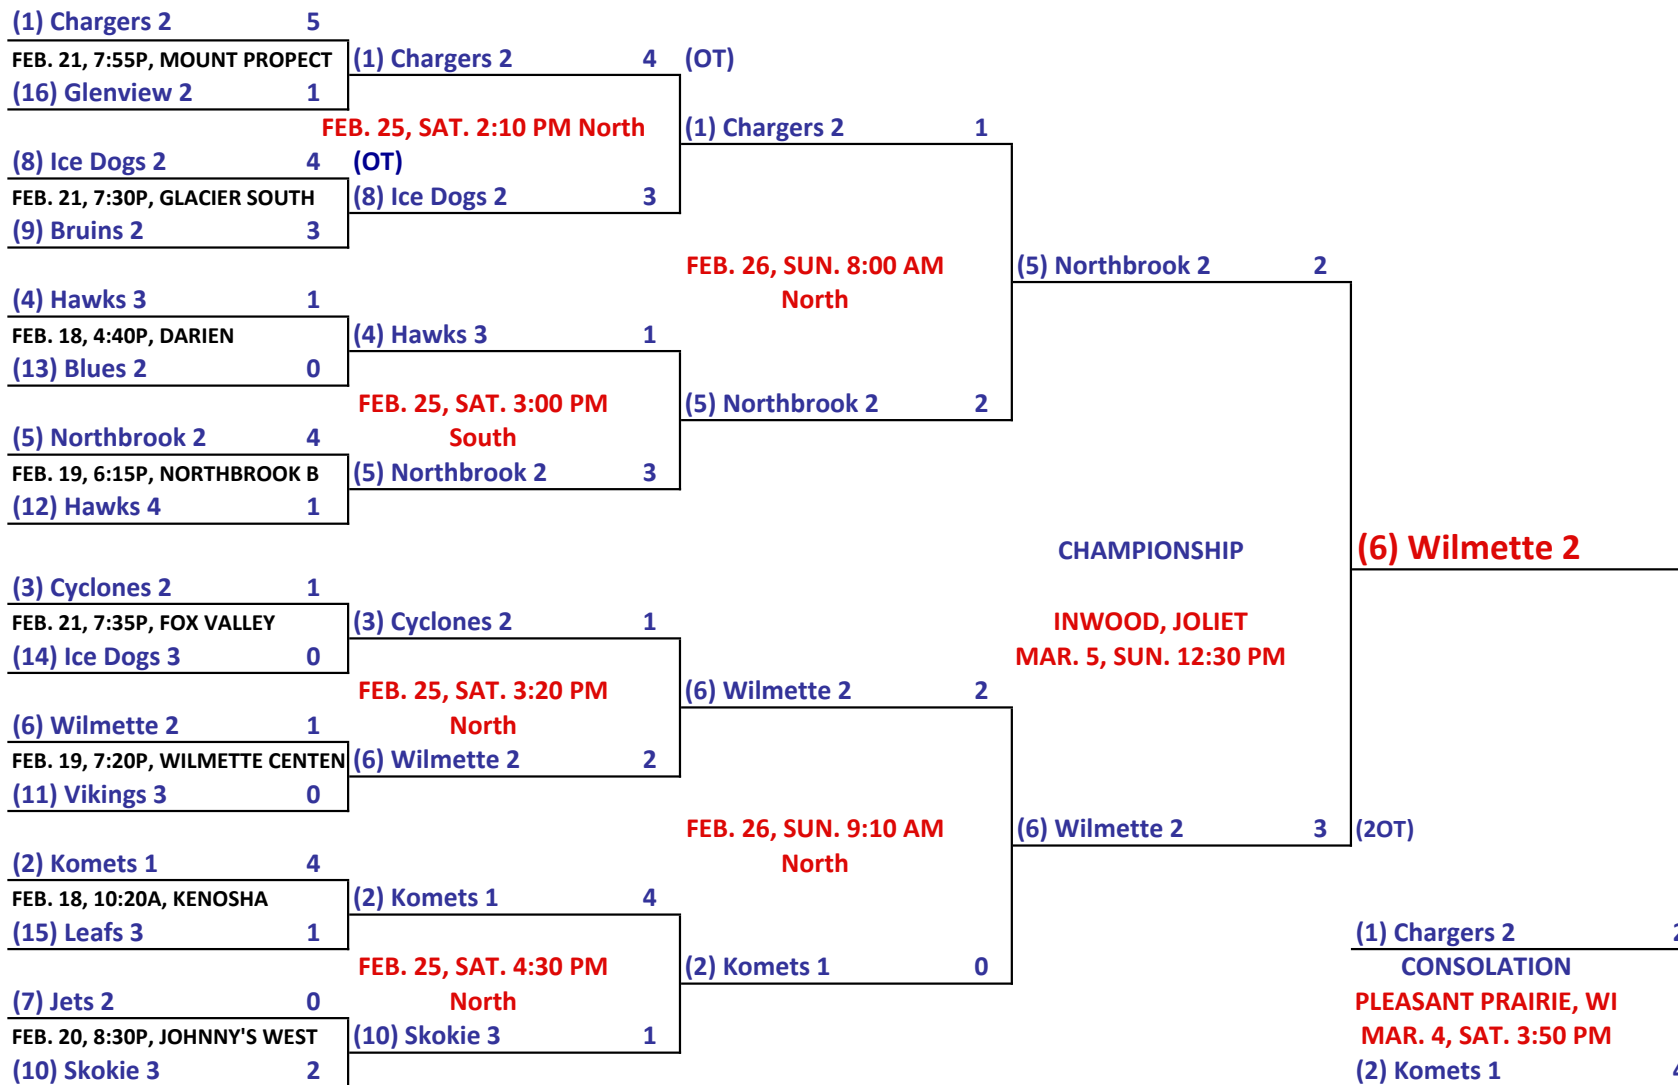 (1) Chargers 2 5
FEB. 21, 7:55P, MOUNT PROPECT
(16) Glenview 2 1
(8) Ice Dogs 2 4 (OT)
FEB. 21, 7:30P, GLACIER SOUTH
(9) Bruins 2 3
(4) Hawks 3 1
FEB. 18, 4:40P, DARIEN
(13) Blues 2 0
(5) Northbrook 2 4
FEB. 19, 6:15P, NORTHBROOK B
(12) Hawks 4 1
(3) Cyclones 2 1
FEB. 21, 7:35P, FOX VALLEY
(14) Ice Dogs 3 0
(6) Wilmette 2 1
FEB. 19, 7:20P, WILMETTE CENTEN
(11) Vikings 3 0
(2) Komets 1 4
FEB. 18, 10:20A, KENOSHA
(15) Leafs 3 1
(7) Jets 2 0
FEB. 20, 8:30P, JOHNNY'S WEST
(10) Skokie 3 2
(1) Chargers 2 4 (OT)
FEB. 25, SAT. 2:10 PM North
(8) Ice Dogs 2 3
(4) Hawks 3 1
FEB. 25, SAT. 3:00 PM
South
(5) Northbrook 2 3
(3) Cyclones 2 1
FEB. 25, SAT. 3:20 PM
North
(6) Wilmette 2 2
(2) Komets 1 4
FEB. 25, SAT. 4:30 PM
North
(10) Skokie 3 1
(1) Chargers 2 1
FEB. 26, SUN. 8:00 AM
North
(5) Northbrook 2 2
(6) Wilmette 2 2
FEB. 26, SUN. 9:10 AM
North
(2) Komets 1 0
(5) Northbrook 2 2
CHAMPIONSHIP
INWOOD, JOLIET
MAR. 5, SUN. 12:30 PM
(6) Wilmette 2 3 (2OT)
(6) Wilmette 2
(1) Chargers 2
CONSOLATION
PLEASANT PRAIRIE, WI
MAR. 4, SAT. 3:50 PM
(2) Komets 1